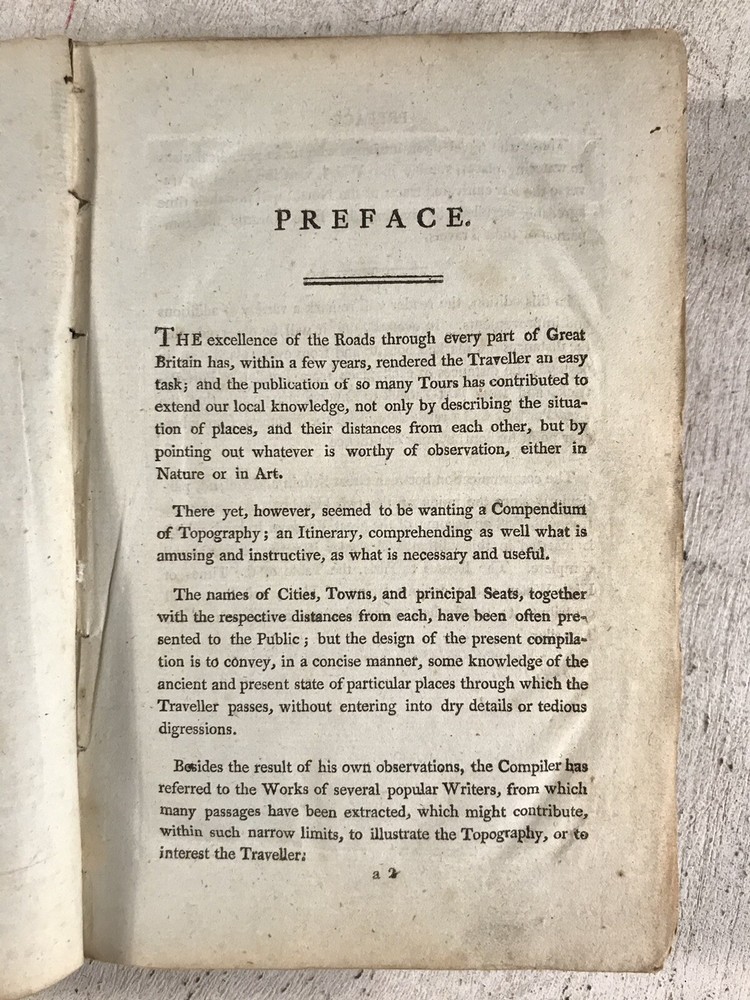 PREFACE.
THE excellence of the Roads through every part of Great
Britain has, within a few years, rendered the Traveller an easy
task; and the publication of so many Tours has contributed to
extend our local knowledge, not only by describing the situa-
tion of places, and their distances from each other, but by
pointing out whatever is worthy of observation, either in
Nature or in Art.
There yet, however, seemed to be wanting a Compendium
of Topography; an Itinerary, comprehending as well what is
amusing and instructive, as what is necessary and useful.
The names of Cities, Towns, and principal Seats, together
with the respective distances from each, have been often pre-
sented to the Public; but the design of the present compila-
tion is to convey, in a concise manner, some knowledge of the
ancient and present state of particular places through which the
Traveller passes, without entering into dry details or tedious
digressions.
Besides the result of his own observations, the Compiler has
referred to the Works of several popular Writers, from which
many passages have been extracted, which might contribute,
within such narrow limits, to illustrate the Topography, or to
interest the Traveller.
a 2